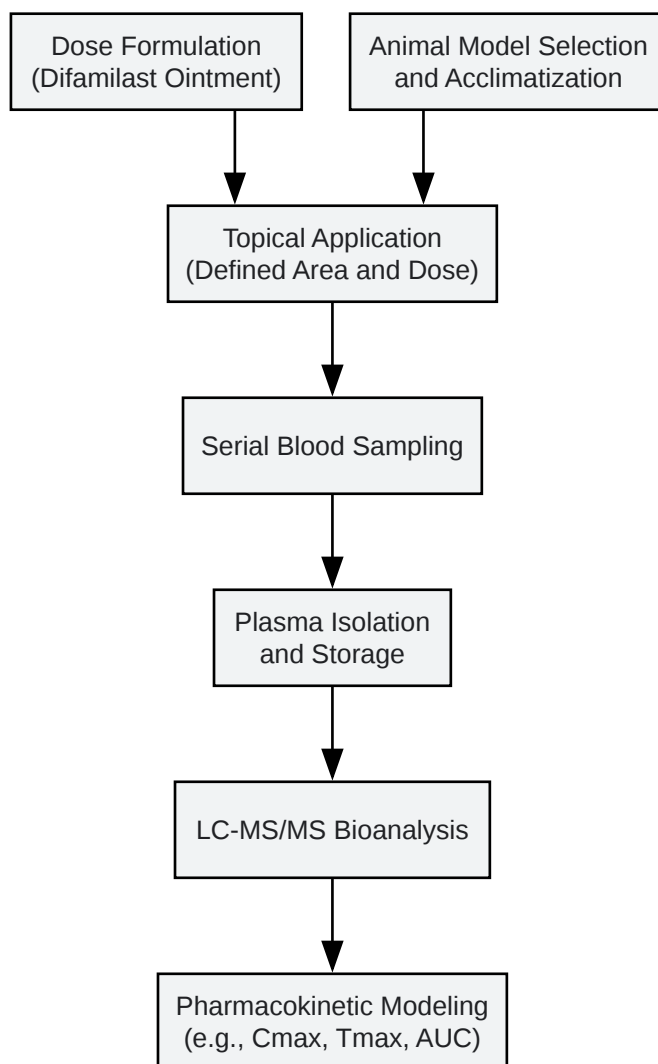 Dose Formulation
(Difamilast Ointment)
Animal Model Selection
and Acclimatization
Topical Application
(Defined Area and Dose)
Serial Blood Sampling
Plasma Isolation
and Storage
LC-MS/MS Bioanalysis
Pharmacokinetic Modeling
(e.g., Cmax, Tmax, AUC)